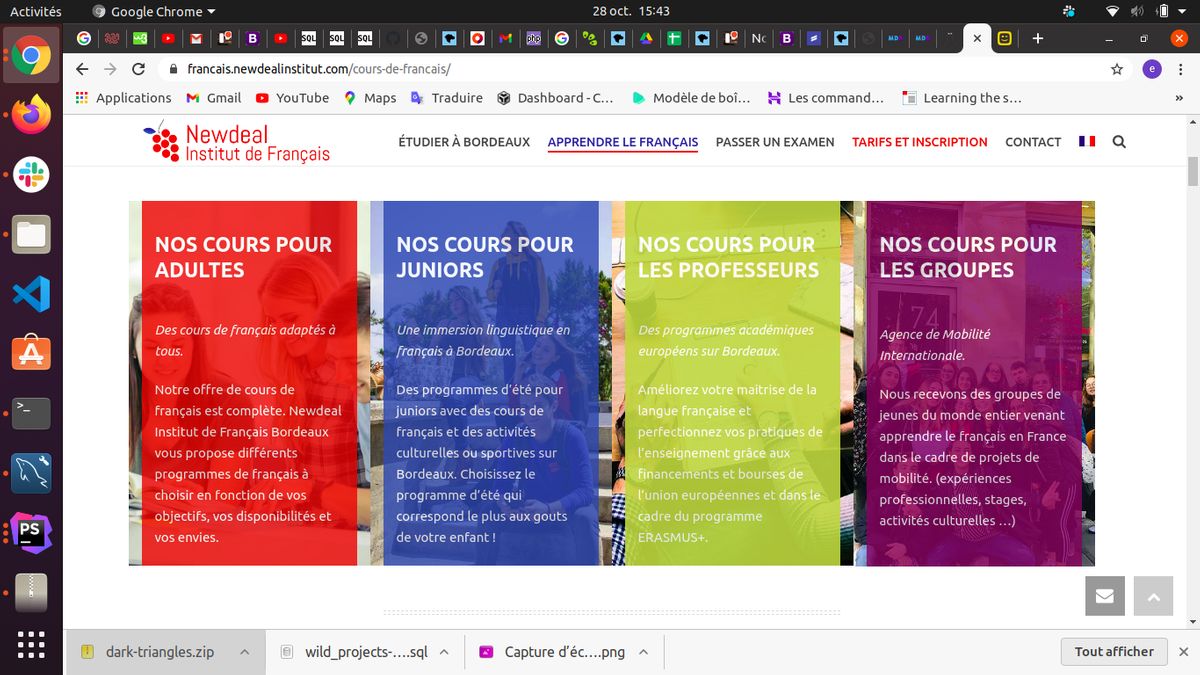 Activités
Google Chrome
28 oct. 15:43
francais.newdealinstitut.com/cours-de-francais/
e
Applications
Gmail
YouTube
Maps
Traduire
Dashboard - C…
Modèle de boî…
Les command…
Learning the s…
»
Newdeal
Institut de Français
ÉTUDIER À BORDEAUX
APPRENDRE LE FRANÇAIS
PASSER UN EXAMEN
TARIFS ET INSCRIPTION
CONTACT
NOS COURS POUR
ADULTES
Des cours de français adaptés à
tous.
Notre offre de cours de
français est complète. Newdeal
Institut de Français Bordeaux
vous propose différents
programmes de français à
choisir en fonction de vos
objectifs, vos disponibilités et
vos envies.
NOS COURS POUR
JUNIORS
Une immersion linguistique en
français à Bordeaux.
Des programmes d'été pour
juniors avec des cours de
français et des activités
culturelles ou sportives sur
Bordeaux. Choisissez le
programme d'été qui
correspond le plus aux gouts
de votre enfant !
NOS COURS POUR
LES PROFESSEURS
Des programmes académiques
européens sur Bordeaux.
Améliorez votre maitrise de la
langue française et
perfectionnez vos pratiques de
l'enseignement grâce aux
financements et bourses de
l'union européennes et dans le
cadre du programme
ERASMUS+.
NOS COURS POUR
LES GROUPES
74
Agence de Mobilité
Internationale.
Nous recevons des groupes de
jeunes du monde entier venant
apprendre le français en France
dans le cadre de projets de
mobilité. (expériences
professionnelles, stages,
activités culturelles …)
PS
dark-triangles.zip
wild_projects-….sql
Capture d'éc….png
Tout afficher